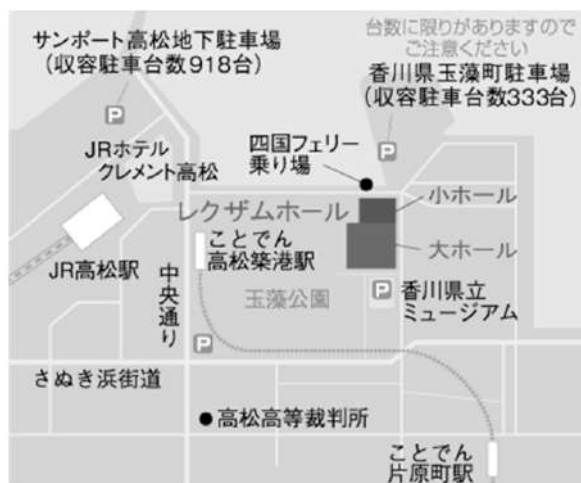 サンポート高松地下駐車場
（収容駐車台数918台）
台数に限りがありますので
ご注意ください
香川県玉藻町駐車場
（収容駐車台数333台）
P
P
JRホテル
クレメント高松
四国フェリー
乗り場
レクザムホール
小ホール
大ホール
ことでん
高松築港駅
JR高松駅
中央通り
玉藻公園
P
香川県立
ミュージアム
P
さぬき浜街道
高松高等裁判所
ことでん
片原町駅